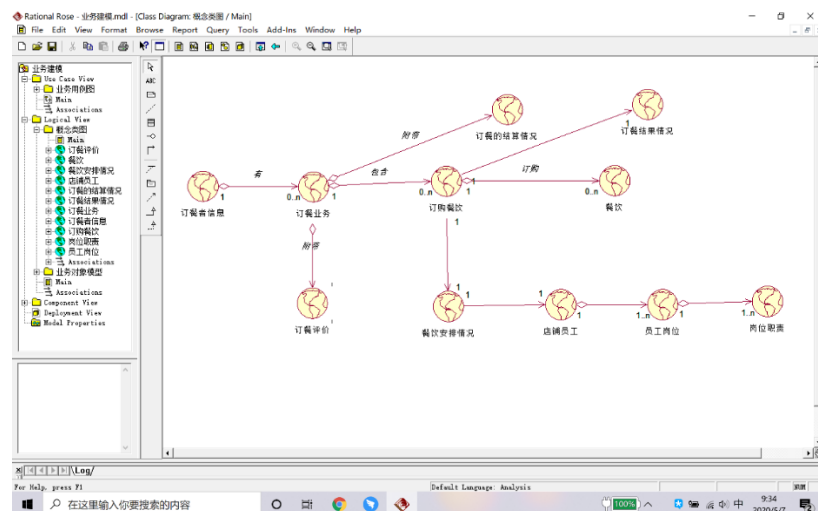 Rational Rose - 业务建模.mdl - [Class Diagram: 概念类图 / Main]
File Edit View Format Browse Report Query Tools Add-Ins Window Help
业务建模
Use Case View
业务用例图
Main
Associations
Logical View
概念类图
Main
订餐评价
餐饮
餐饮安排情况
店铺员工
订餐的结算情况
订餐结果情况
订餐业务
订餐者信息
订购餐饮
岗位职责
员工岗位
Associations
业务对象模型
Main
Associations
Component View
Deployment View
Model Properties
ABC
订餐的结算情况
1
订餐结果情况
附带
有
包含
订购
1
0..n
1
0..n
1
0..n
订餐者信息
订餐业务
订购餐饮
餐饮
1
附带
1
1
1
1
1..n
1
1..n
订餐评价
餐饮安排情况
店铺员工
员工岗位
岗位职责
Log
For Help, press F1
Default Language: Analysis
NUM
在这里输入你要搜索的内容
100%
中
9:34
2020/5/7
2